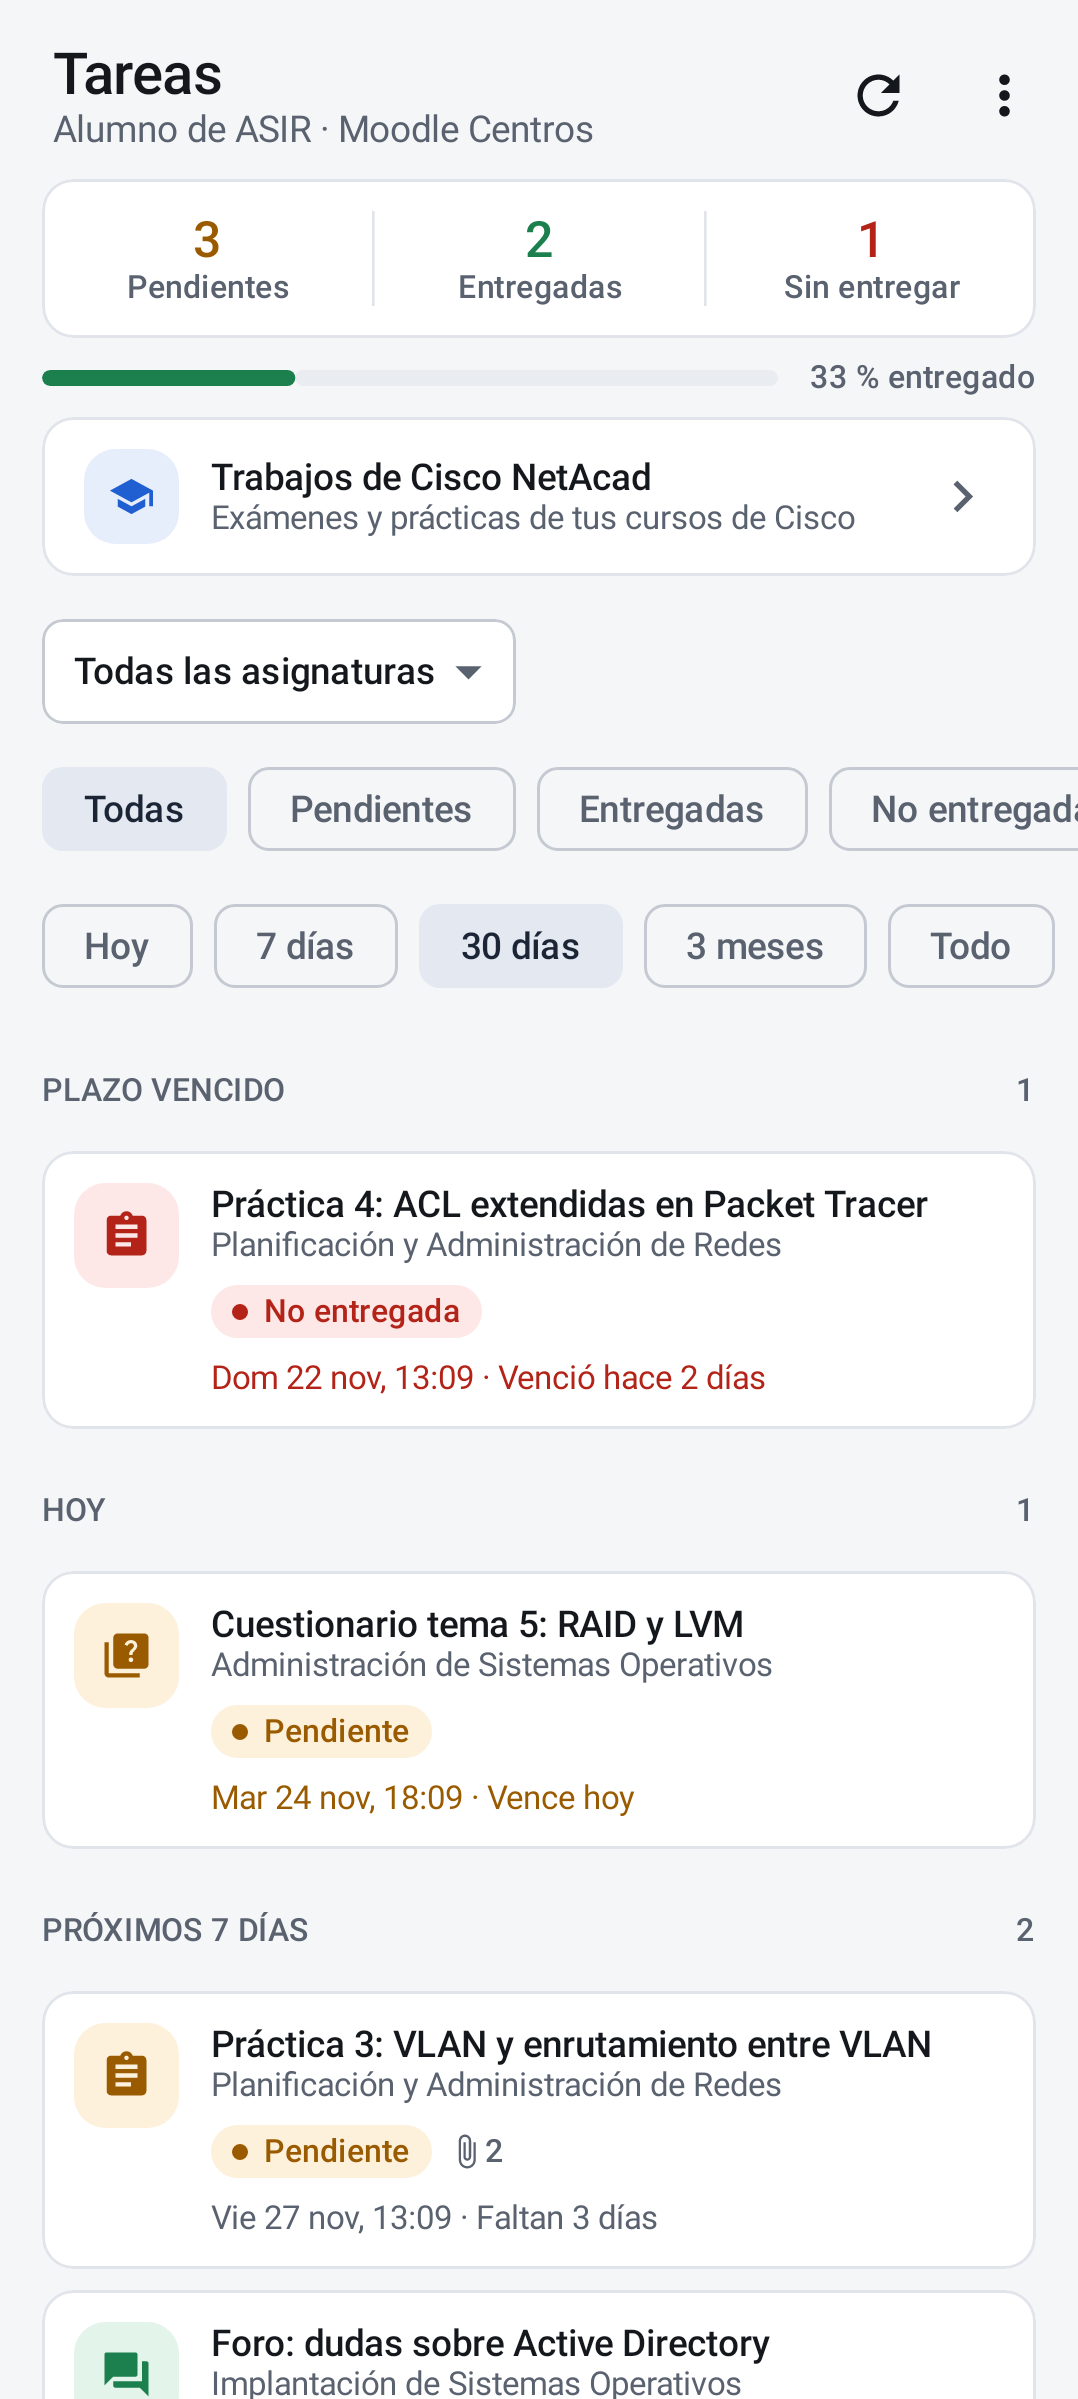 Tareas
Alumno de ASIR · Moodle Centros
3
Pendientes
2
Entregadas
1
Sin entregar
33 % entregado
Trabajos de Cisco NetAcad
Exámenes y prácticas de tus cursos de Cisco
Todas las asignaturas
Todas
Pendientes
Entregadas
No entregada
Hoy
7 días
30 días
3 meses
Todo
PLAZO VENCIDO
1
Práctica 4: ACL extendidas en Packet Tracer
Planificación y Administración de Redes
No entregada
Dom 22 nov, 13:09 · Venció hace 2 días
HOY
1
Cuestionario tema 5: RAID y LVM
Administración de Sistemas Operativos
Pendiente
Mar 24 nov, 18:09 · Vence hoy
PRÓXIMOS 7 DÍAS
2
Práctica 3: VLAN y enrutamiento entre VLAN
Planificación y Administración de Redes
Pendiente
2
Vie 27 nov, 13:09 · Faltan 3 días
Foro: dudas sobre Active Directory
Implantación de Sistemas Operativos